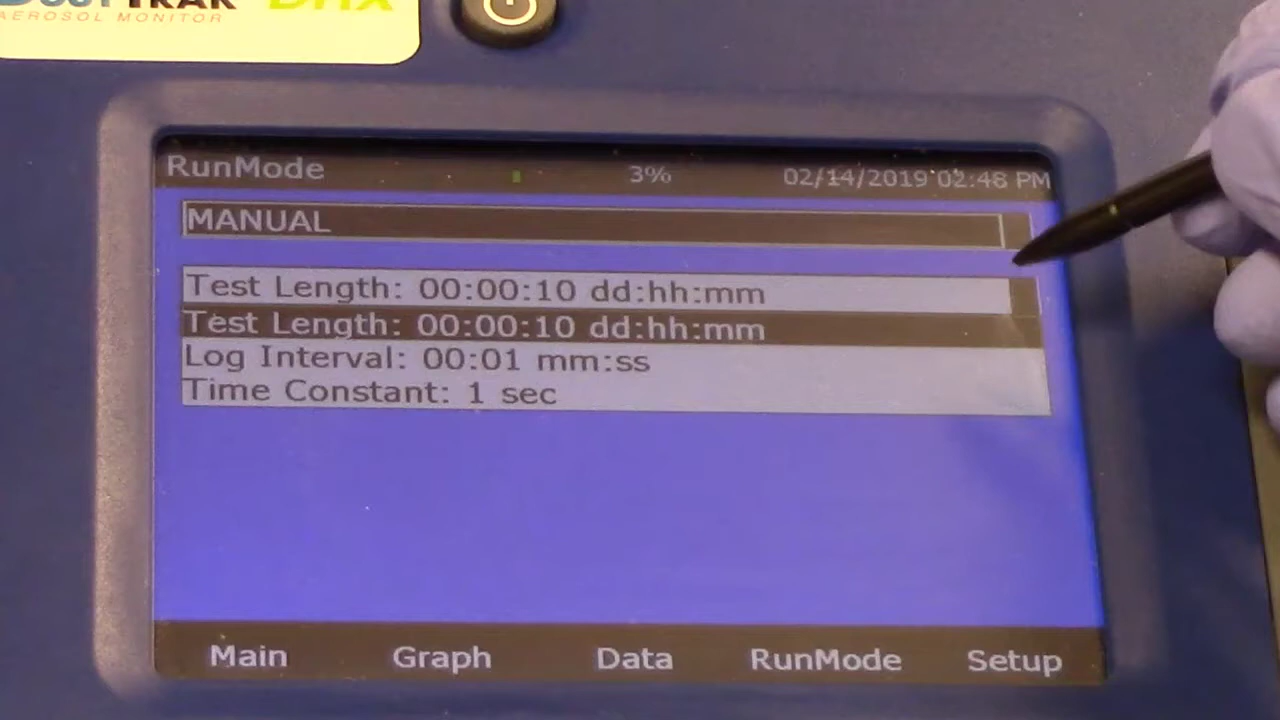 DUSTTRAK DRX
AEROSOL MONITOR
RunMode 3% 02/14/2019 02:48 PM
MANUAL
Test Length: 00:00:10 dd:hh:mm
Test Length: 00:00:10 dd:hh:mm
Log Interval: 00:01 mm:ss
Time Constant: 1 sec
Main Graph Data RunMode Setup